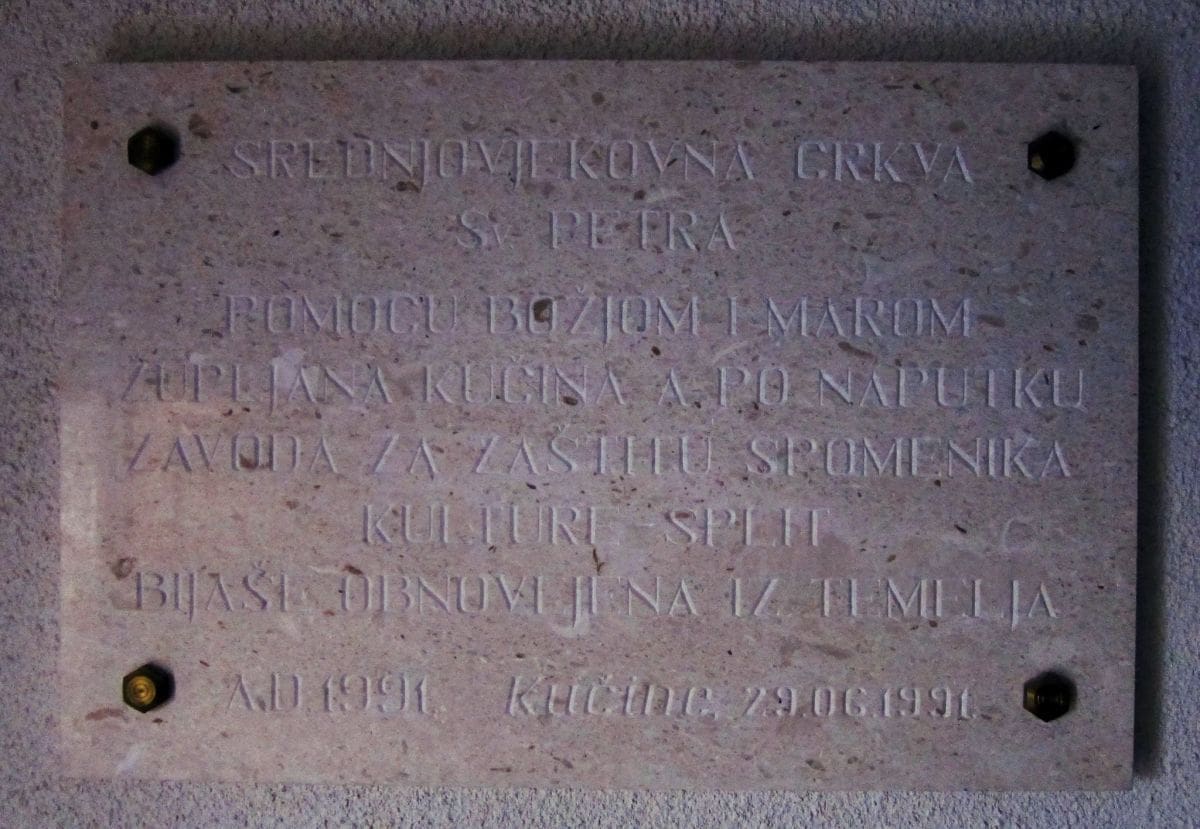 SREDNJOVJEKOVNA CRKVA
Sv. PETRA
POMOĆU BOŽJOM I MAROM
ŽUPLJANA KUČINA A PO NAPUTKU
ZAVODA ZA ZAŠTITU SPOMENIKA
KULTURE - SPLIT
BIJAŠE OBNOVLJENA IZ TEMELJA
A.D. 1991. Kučine, 29.06.1991.